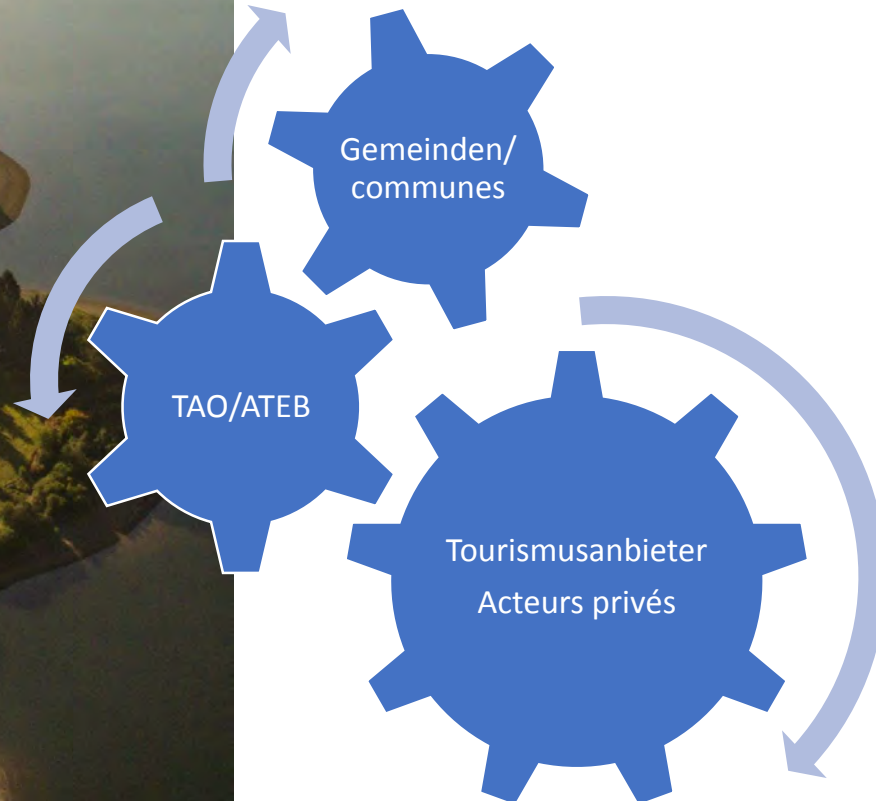 Gemeinden/
communes
TAO/ATEB
Tourismusanbieter
Acteurs privés